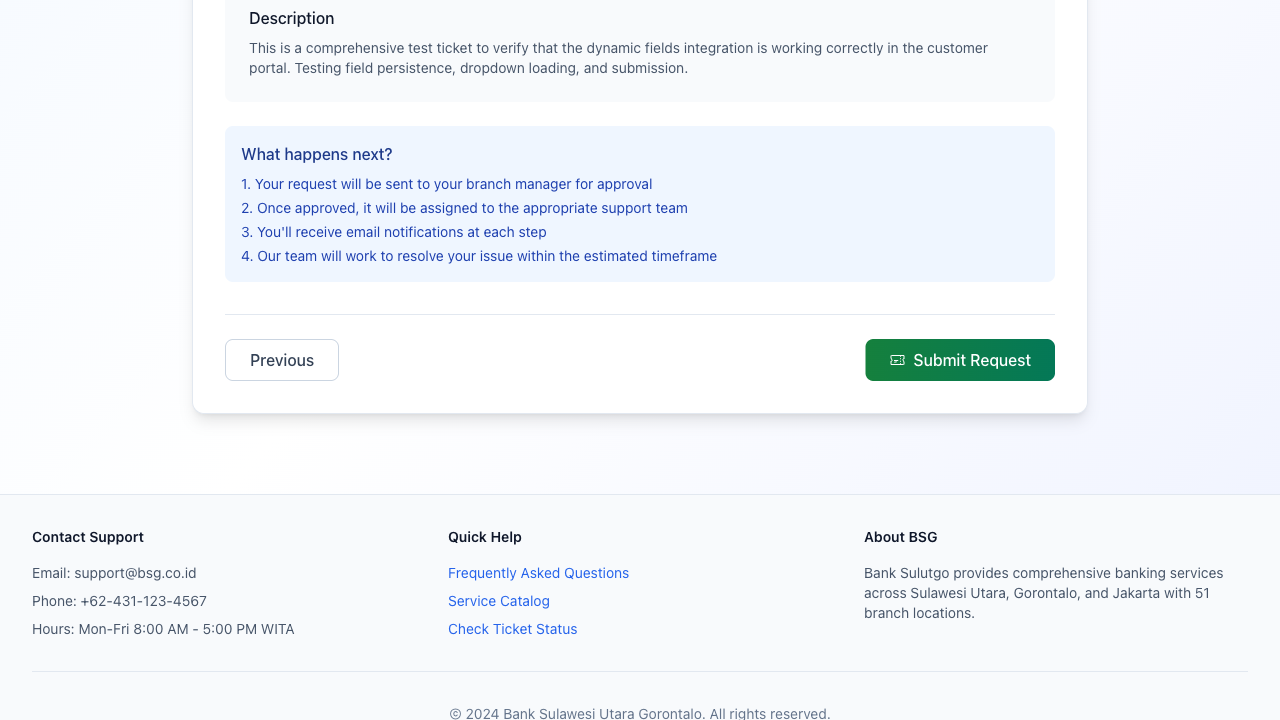 Description
This is a comprehensive test ticket to verify that the dynamic fields integration is working correctly in the customer
portal. Testing field persistence, dropdown loading, and submission.
What happens next?
1. Your request will be sent to your branch manager for approval
2. Once approved, it will be assigned to the appropriate support team
3. You'll receive email notifications at each step
4. Our team will work to resolve your issue within the estimated timeframe
Previous
Submit Request
Contact Support
Email: support@bsg.co.id
Phone: +62-431-123-4567
Hours: Mon-Fri 8:00 AM - 5:00 PM WITA
Quick Help
Frequently Asked Questions
Service Catalog
Check Ticket Status
About BSG
Bank Sulutgo provides comprehensive banking services
across Sulawesi Utara, Gorontalo, and Jakarta with 51
branch locations.
© 2024 Bank Sulawesi Utara Gorontalo. All rights reserved.